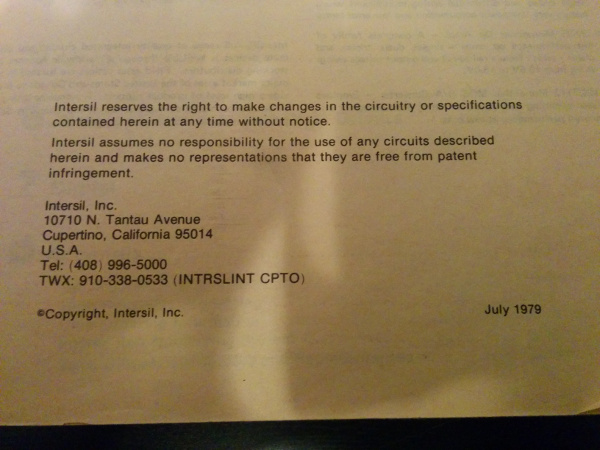 Intersil reserves the right to make changes in the circuitry or specifications
contained herein at any time without notice.
Intersil assumes no responsibility for the use of any circuits described
herein and makes no representations that they are free from patent
infringement.
Intersil, Inc.
10710 N. Tantau Avenue
Cupertino, California 95014
U.S.A.
Tel: (408) 996-5000
TWX: 910-338-0533 (INTRSLINT CPTO)
©Copyright, Intersil, Inc.
July 1979